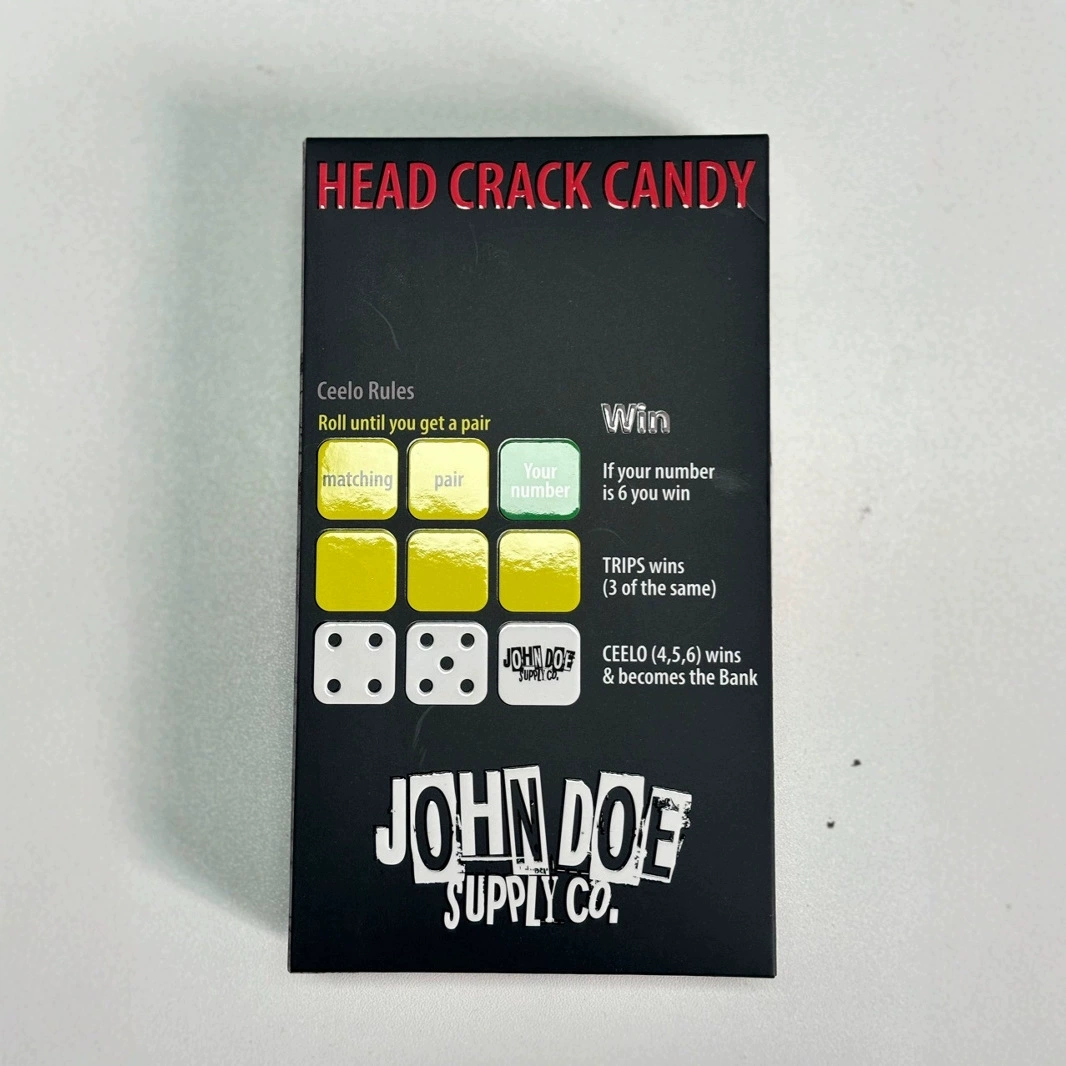 HEAD CRACK CANDY
Ceelo Rules
Roll until you get a pair
Win
matching
pair
Your
number
If your number
is 6 you win
TRIPS wins
(3 of the same)
JOHN DOE
SUPPLY CO.
CEELO (4,5,6) wins
& becomes the Bank
JOHN DOE
SUPPLY CO.